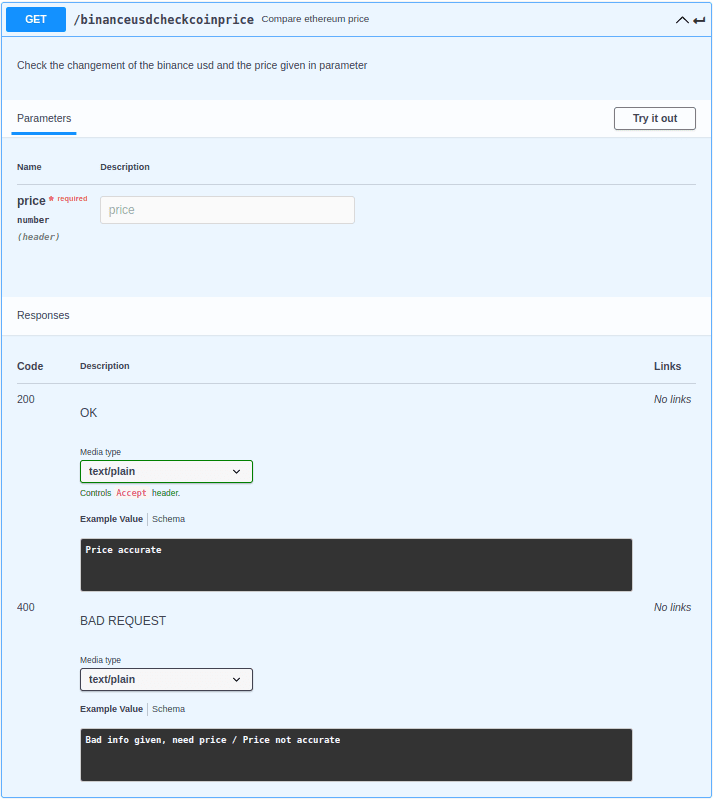 GET /binanceusdcheckcoinprice Compare ethereum price
Check the changement of the binance usd and the price given in parameter
Parameters Try it out
Name Description
price * required
number
(header)
price
Responses
Code Description Links
200 No links
OK
Media type
text/plain
Controls Accept header.
Example Value Schema
Price accurate
400 No links
BAD REQUEST
Media type
text/plain
Example Value Schema
Bad info given, need price / Price not accurate